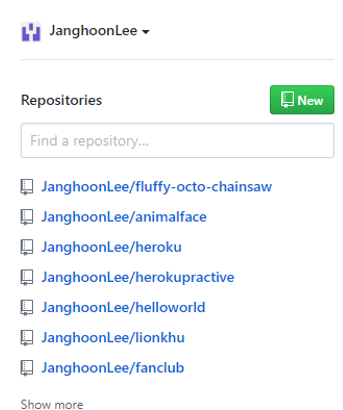 JanghoonLee
Repositories
New
Find a repository...
JanghoonLee/fluffy-octo-chainsaw
JanghoonLee/animalface
JanghoonLee/heroku
JanghoonLee/herokupractive
JanghoonLee/helloworld
JanghoonLee/lionkhu
JanghoonLee/fanclub
Show more